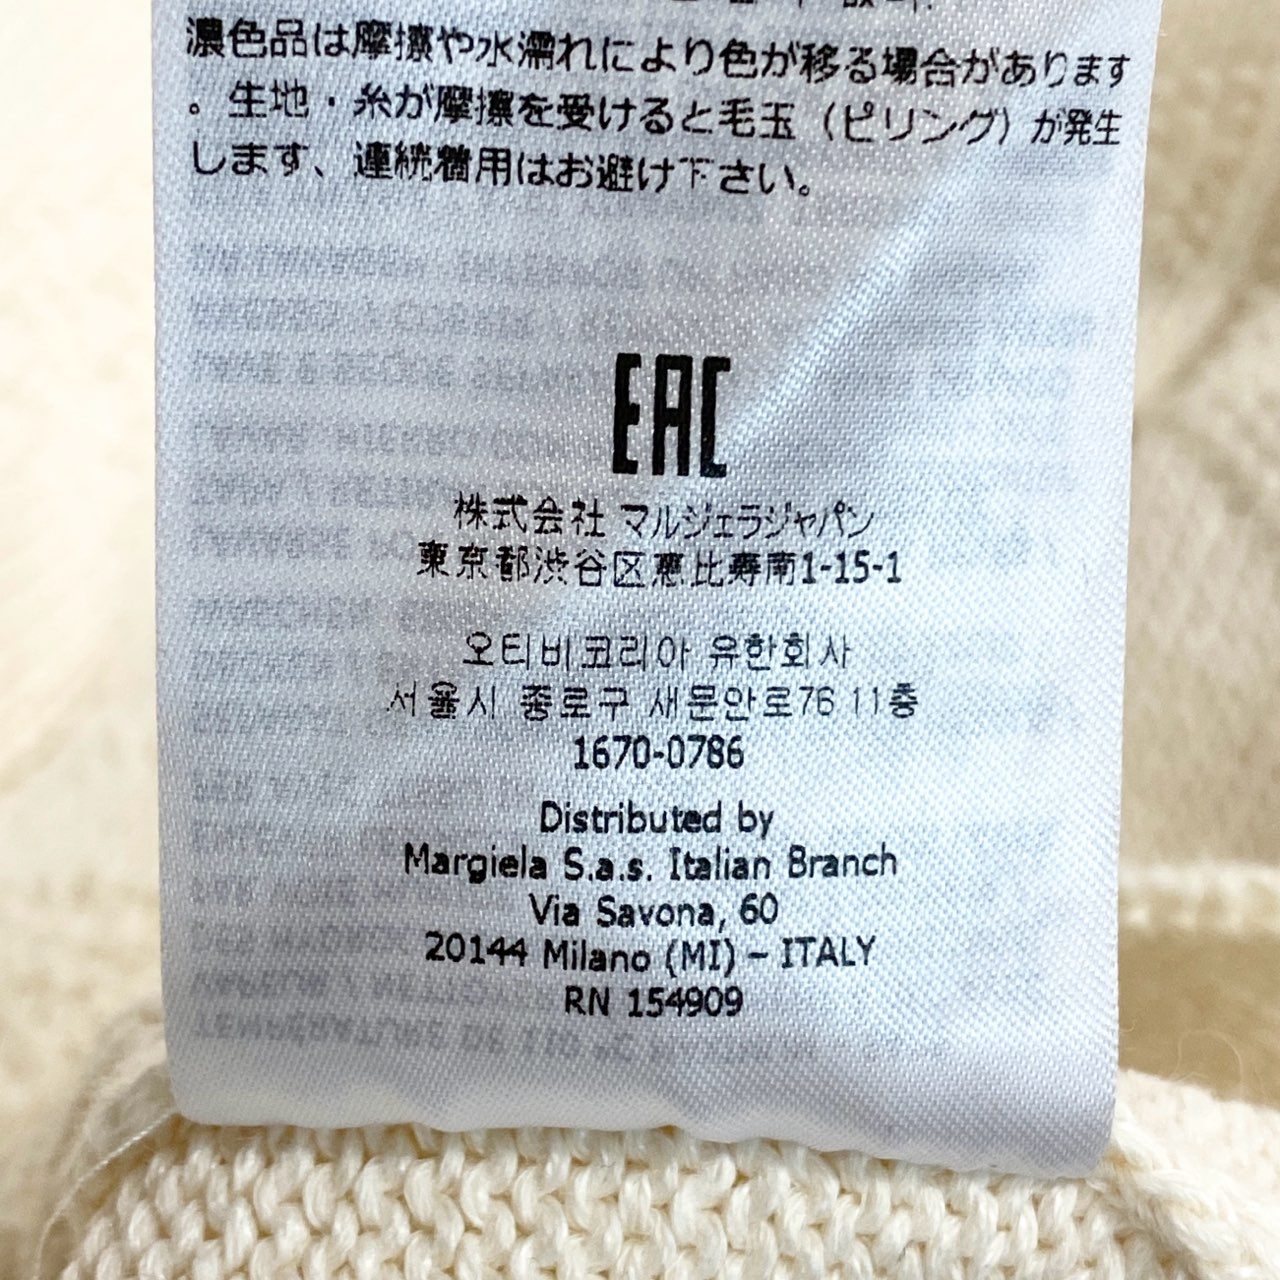 濃色品は摩擦や水濡れにより色が移る場合があります
。生地・糸が摩擦を受けると毛玉（ピリング）が発生
します、連続着用はお避け下さい。
EAC
株式会社 マルジェラジャパン
東京都渋谷区恵比寿南1-15-1
오티비코리아 유한회사
서울시 종로구 새문안로76 11층
1670-0786
Distributed by
Margiela S.a.s. Italian Branch
Via Savona, 60
20144 Milano (MI) – ITALY
RN 154909